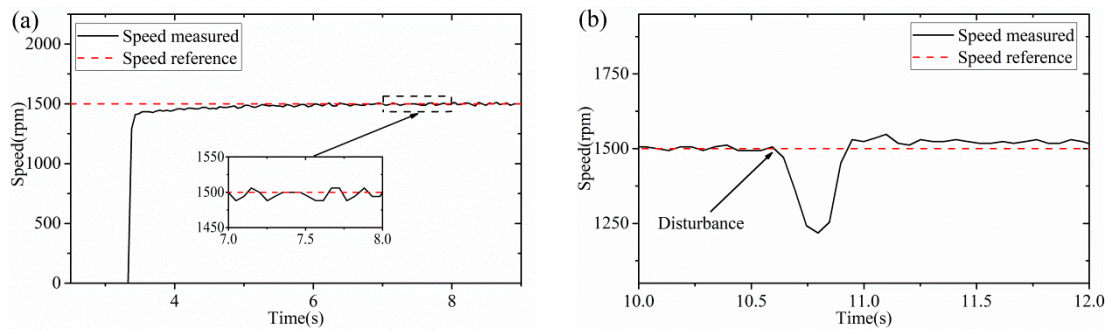 (a)
Speed measured
Speed reference
2000
1500
1000
500
0
Speed(rpm)
1550
1500
1450
7.0 7.5 8.0
4 6 8
Time(s)
(b)
Speed measured
Speed reference
1750
1500
1250
Speed(rpm)
Disturbance
10.0 10.5 11.0 11.5 12.0
Time(s)